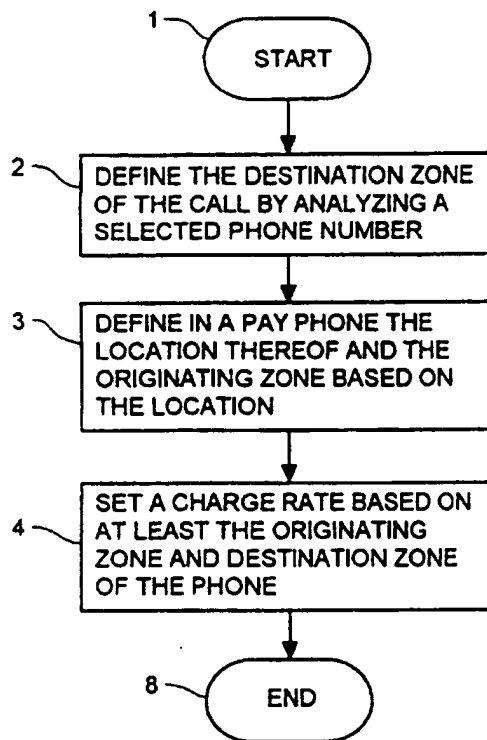 1
START
2
DEFINE THE DESTINATION ZONE
OF THE CALL BY ANALYZING A
SELECTED PHONE NUMBER
3
DEFINE IN A PAY PHONE THE
LOCATION THEREOF AND THE
ORIGINATING ZONE BASED ON
THE LOCATION
4
SET A CHARGE RATE BASED ON
AT LEAST THE ORIGINATING
ZONE AND DESTINATION ZONE
OF THE PHONE
8
END